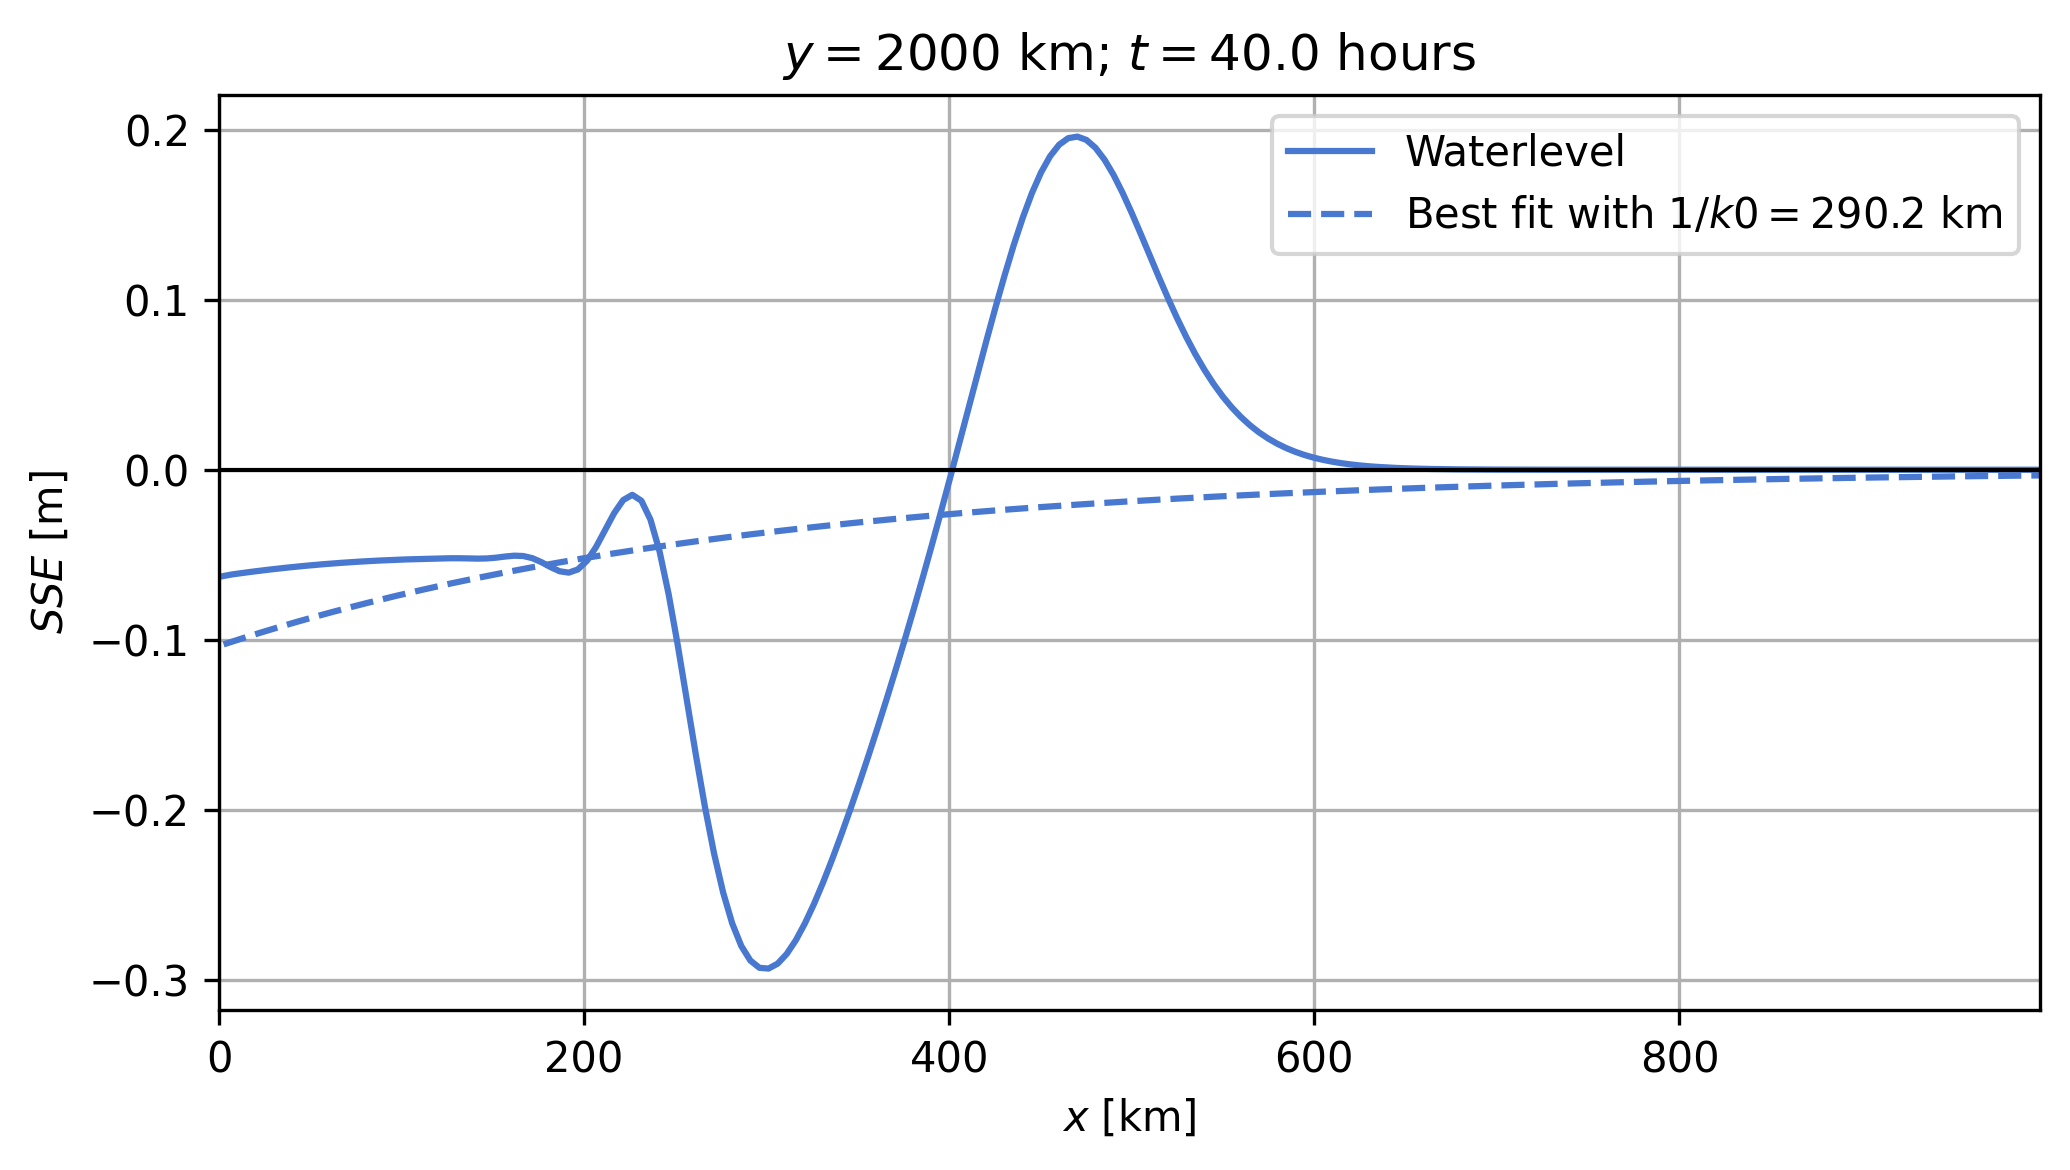 y = 2000 km; t = 40.0 hours
Waterlevel
Best fit with 1/k0 = 290.2 km
SSE [m]
0.2
0.1
0.0
−0.1
−0.2
−0.3
0 200 400 600 800
x [km]